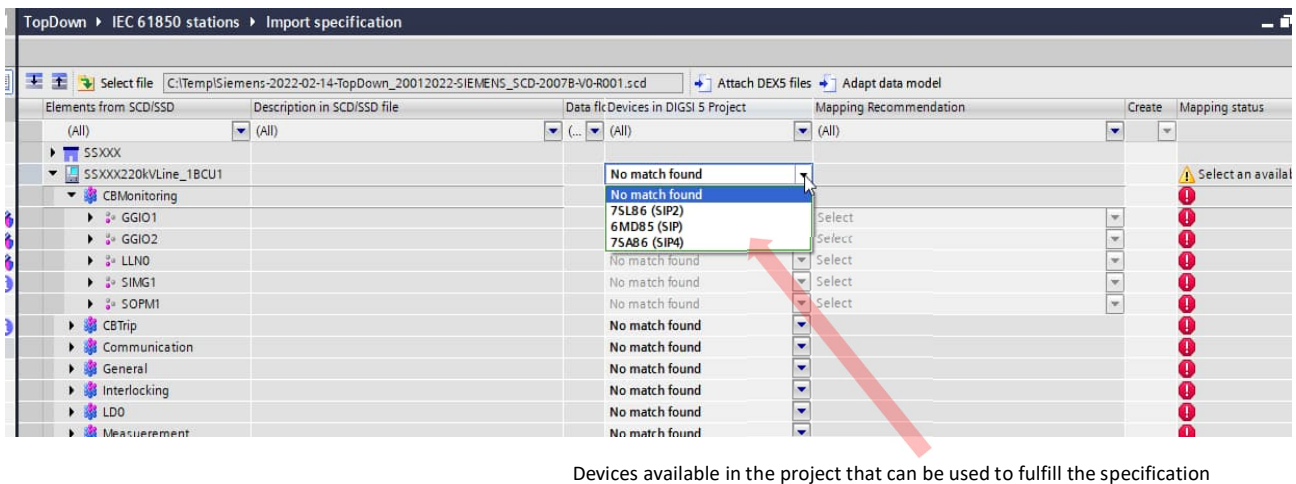 TopDown ▸ IEC 61850 stations ▸ Import specification
Select file C:\Temp\Siemens-2022-02-14-TopDown_20012022-SIEMENS_SCD-2007B-V0-R001.scd Attach DEX5 files Adapt data model
Elements from SCD/SSD Description in SCD/SSD file Data flc Devices in DIGSI 5 Project Mapping Recommendation Create Mapping status
(All) (All) (... (All) (All)
SSXXX
SSXXX220kVLine_1BCU1 No match found Select an availab
CBMonitoring No match found
GGIO1 7SL86 (SIP2) Select
6MD85 (SIP)
GGIO2 7SA86 (SIP4) Select
LLN0 No match found Select
SIMG1 No match found Select
SOPM1 No match found Select
CBTrip No match found
Communication No match found
General No match found
Interlocking No match found
LD0 No match found
Measuerement No match found
Devices available in the project that can be used to fulfill the specification